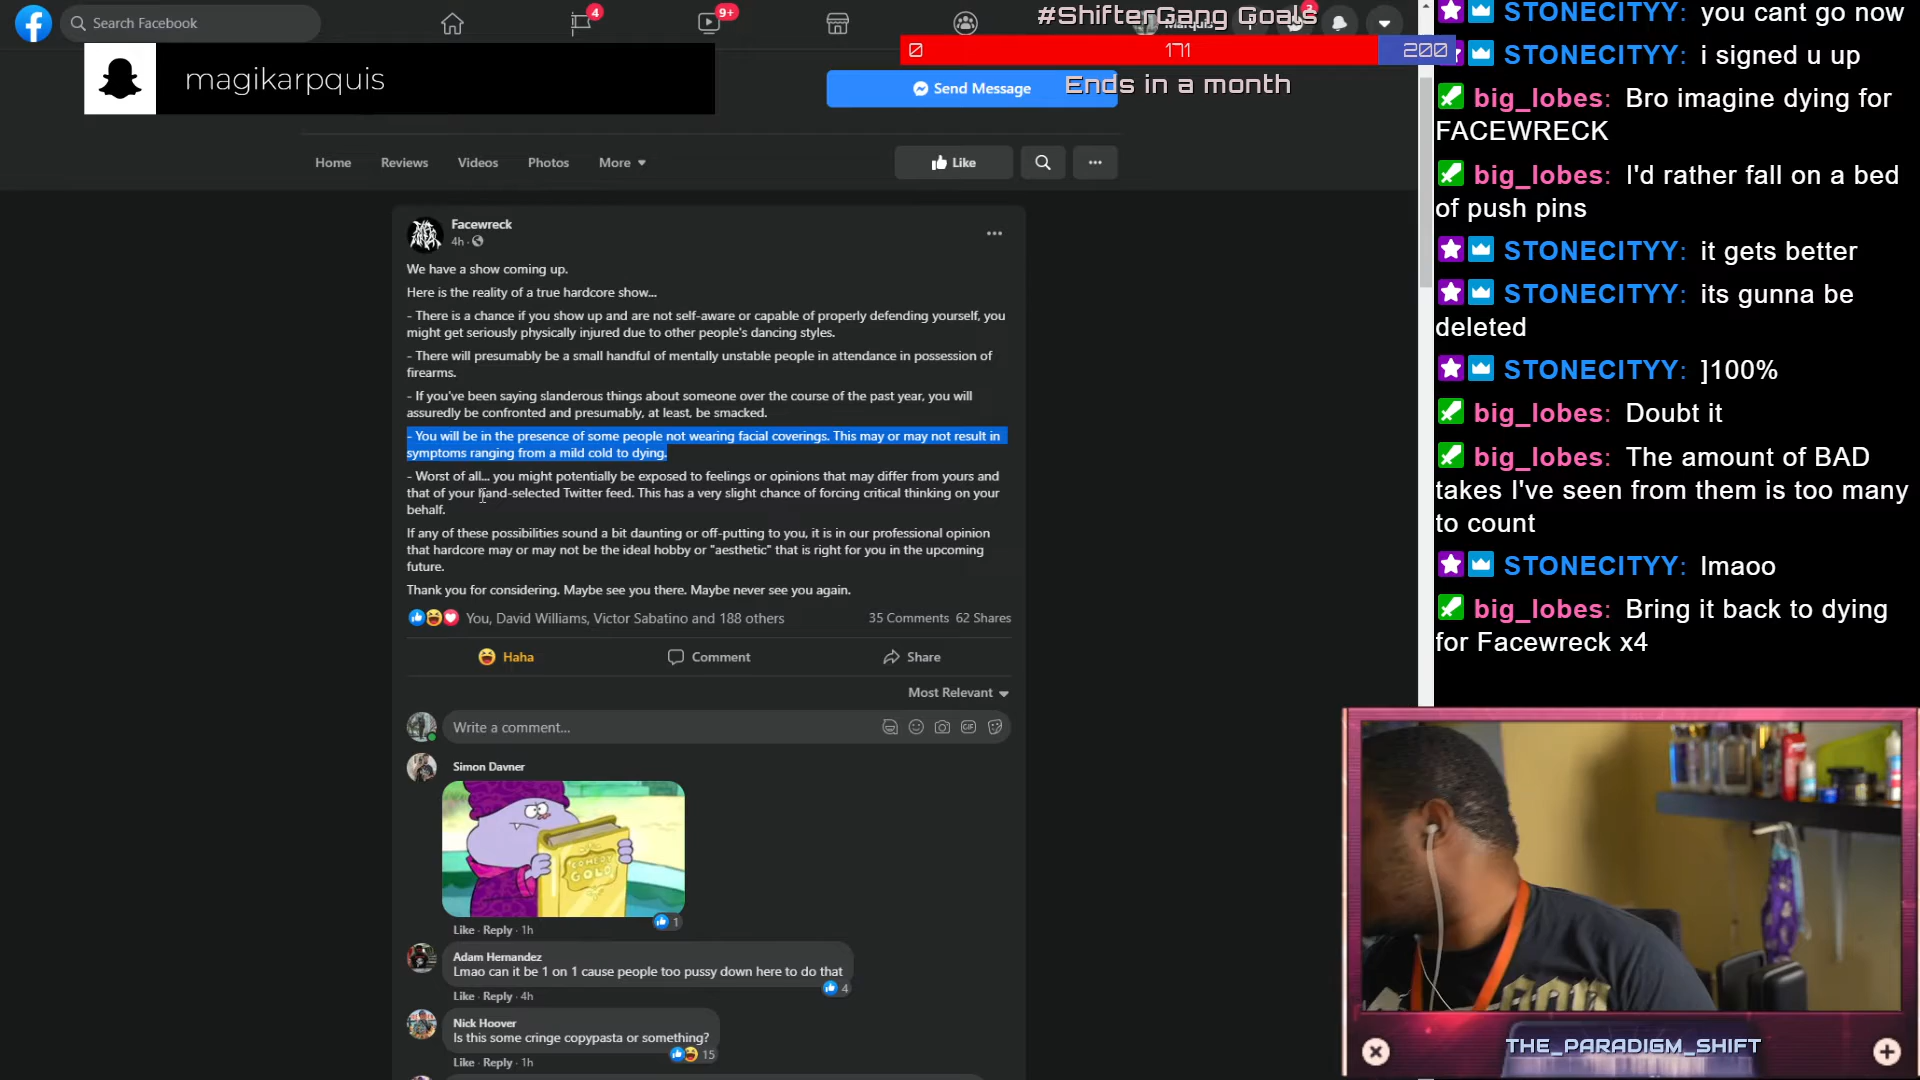 Search Facebook
4
9+
2
#ShifterGang Goals
0
171
200
Ends in a month
magikarpquis
Send Message
Home
Reviews
Videos
Photos
More
Like
Facewreck
4h
We have a show coming up.
Here is the reality of a true hardcore show...
- There is a chance if you show up and are not self-aware or capable of properly defending yourself, you
might get seriously physically injured due to other people's dancing styles.
- There will presumably be a small handful of mentally unstable people in attendance in possession of
firearms.
- If you've been saying slanderous things about someone over the course of the past year, you will
assuredly be confronted and presumably, at least, be smacked.
- You will be in the presence of some people not wearing facial coverings. This may or may not result in
symptoms ranging from a mild cold to dying.
- Worst of all... you might potentially be exposed to feelings or opinions that may differ from yours and
that of your hand-selected Twitter feed. This has a very slight chance of forcing critical thinking on your
behalf.
If any of these possibilities sound a bit daunting or off-putting to you, it is in our professional opinion
that hardcore may or may not be the ideal hobby or "aesthetic" that is right for you in the upcoming
future.
Thank you for considering. Maybe see you there. Maybe never see you again.
You, David Williams, Victor Sabatino and 188 others
35 Comments 62 Shares
Haha
Comment
Share
Most Relevant
Write a comment...
GIF
Simon Davner
COMEDY
GOLD
1
Like · Reply · 1h
Adam Hernandez
Lmao can it be 1 on 1 cause people too pussy down here to do that
4
Like · Reply · 4h
Nick Hoover
Is this some cringe copypasta or something?
15
Like · Reply · 1h
STONECITYY: you cant go now
STONECITYY: i signed u up
big_lobes: Bro imagine dying for
FACEWRECK
big_lobes: I'd rather fall on a bed
of push pins
STONECITYY: it gets better
STONECITYY: its gunna be
deleted
STONECITYY: ]100%
big_lobes: Doubt it
big_lobes: The amount of BAD
takes I've seen from them is too many
to count
STONECITYY: lmaoo
big_lobes: Bring it back to dying
for Facewreck x4
THE_PARADIGM_SHIFT